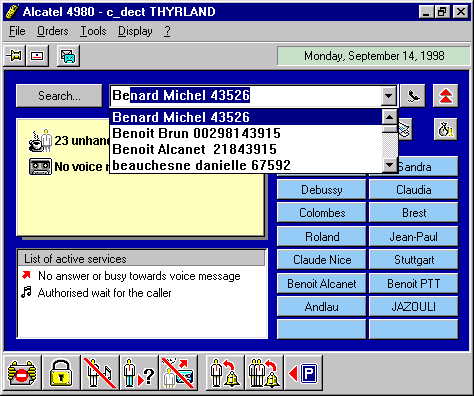 Alcatel 4980 - c_dect THYRLAND
File Orders Tools Display ?
Monday, September 14, 1998
Search...
Benard Michel 43526
Benard Michel 43526
Benoit Brun 00298143915
Benoit Alcanet 21843915
beauchesne danielle 67592
23 unhand
No voice
Sandra
Debussy Claudia
Colombes Brest
Roland Jean-Paul
Claude Nice Stuttgart
Benoit Alcanet Benoit PTT
Andlau JAZOULI
List of active services
No answer or busy towards voice message
Authorised wait for the caller
? P